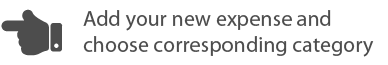 Add your new expense and
choose corresponding category